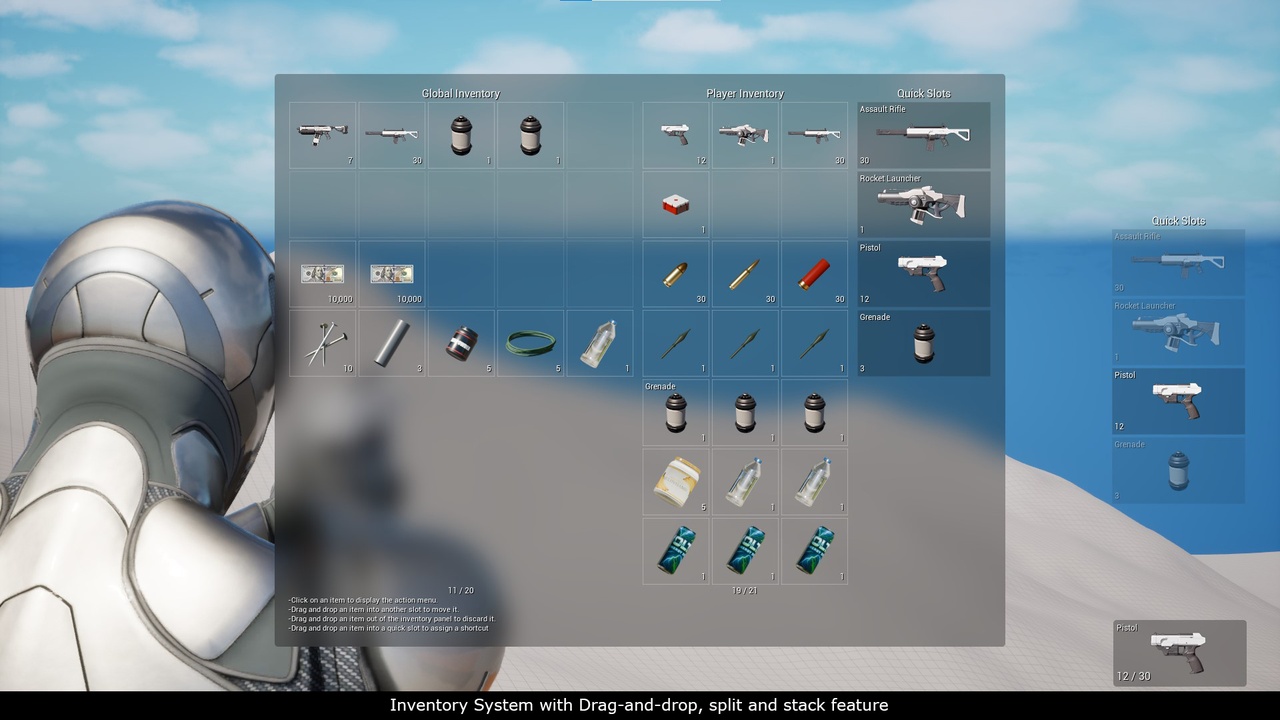 Global Inventory
7
30
1
1
10,000
10,000
10
3
5
5
1
11 / 20
-Click on an item to display the action menu
-Drag and drop an item into another slot to move it.
-Drag and drop an item out of the inventory panel to discard it.
-Drag and drop an item into a quick slot to assign a shortcut
Player Inventory
12
1
30
1
30
30
30
1
1
1
Grenade
1
1
1
5
1
1
1
1
1
19 / 21
Quick Slots
Assault Rifle
30
Rocket Launcher
1
Pistol
12
Grenade
3
Quick Slots
Assault Rifle
30
Rocket Launcher
1
Pistol
12
Grenade
3
Pistol
12 / 30
Inventory System with Drag-and-drop, split and stack feature